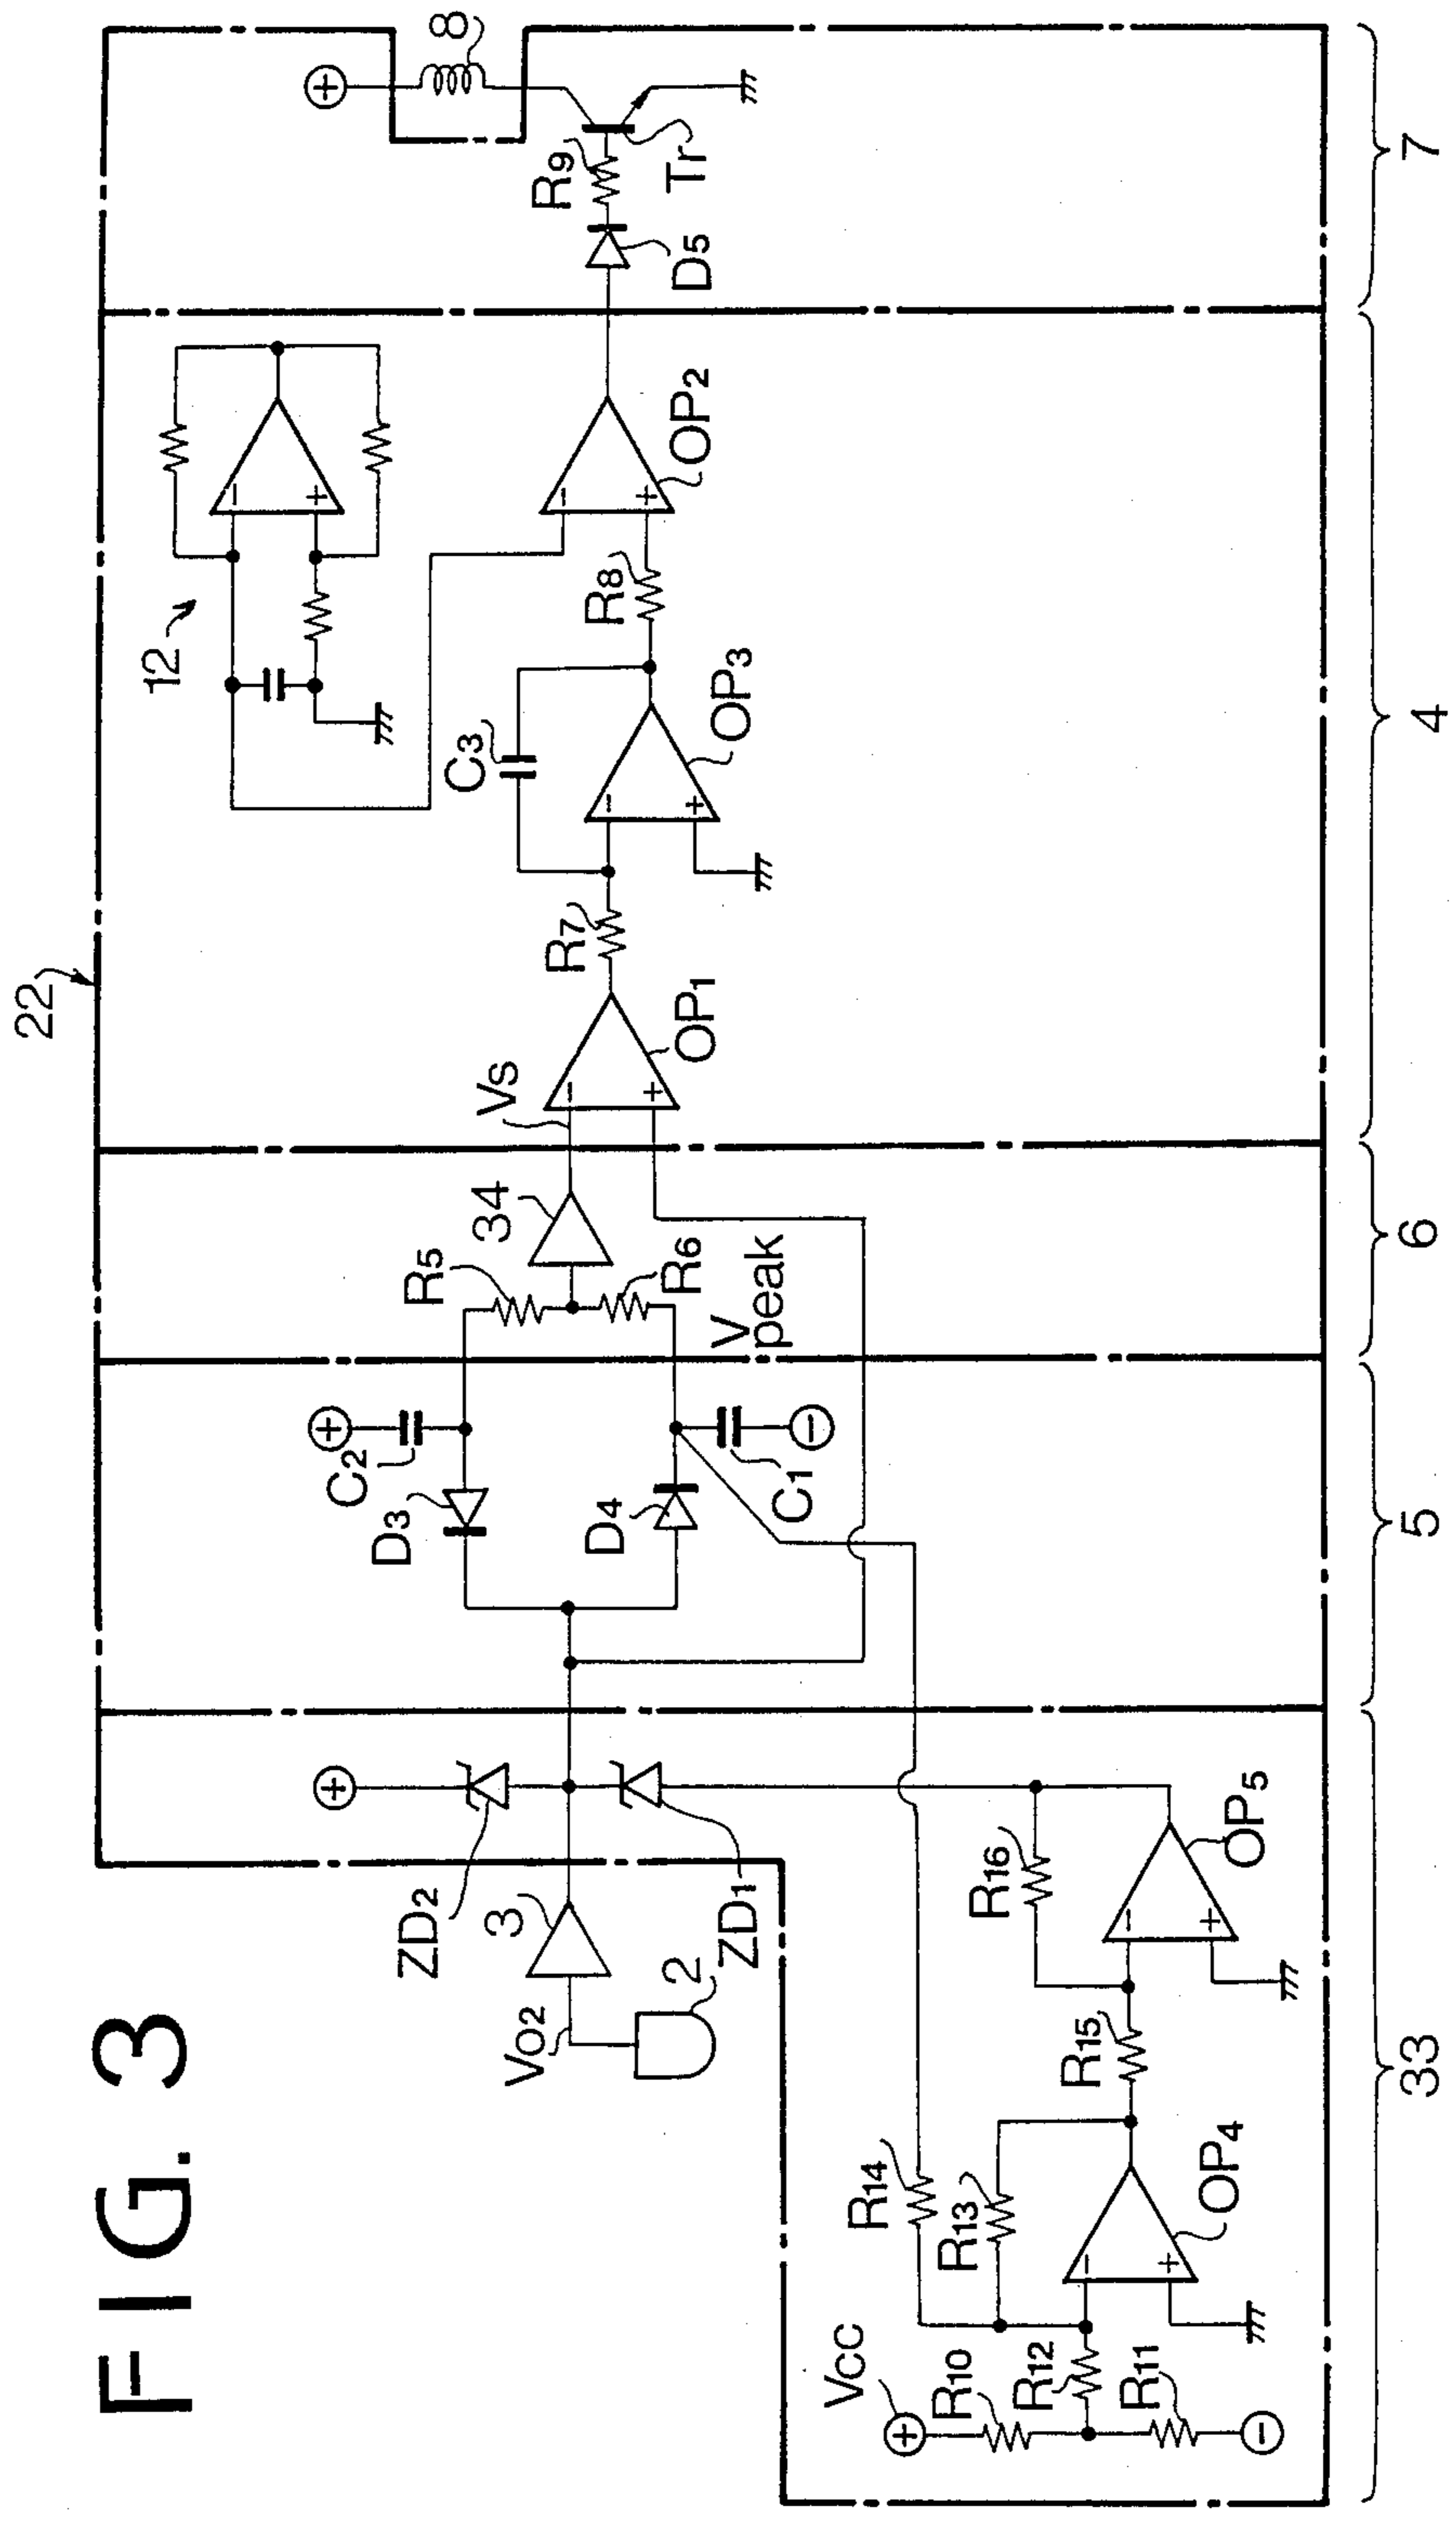 FIG. 3
22
12
8
R9
Tr
D5
OP2
R8
C3
OP3
R7
OP1
Vs
34
R5
R6
Vpeak
C2
D3
D4
C1
ZD2
ZD1
3
VO2
2
R16
OP5
R15
R14
R13
OP4
Vcc
R10
R12
R11
33
5
6
4
7
+
+
+
+
−
−
−
+
−
+
−
+
−
+
−
+
−
+